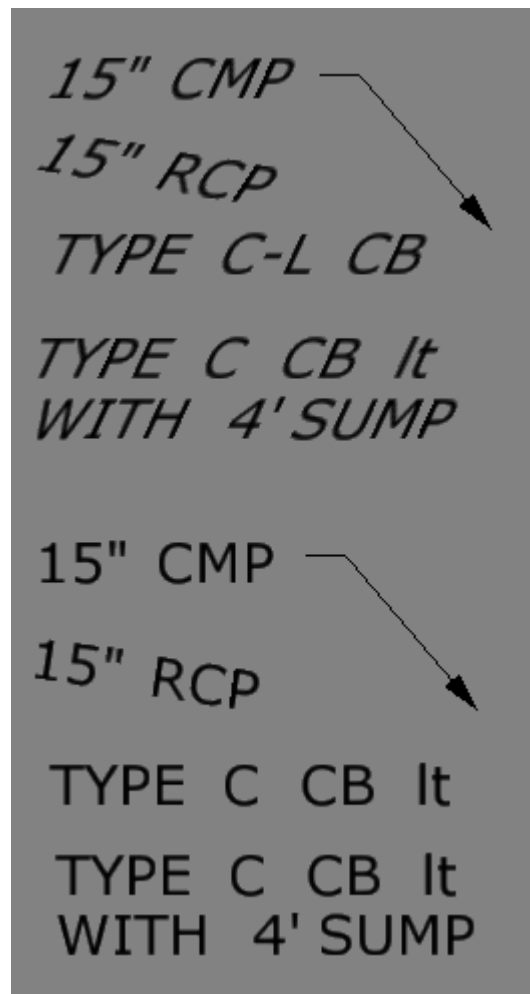 15" CMP
15" RCP
TYPE C-L CB
TYPE C CB lt
WITH 4' SUMP
15" CMP
15" RCP
TYPE C CB lt
TYPE C CB lt
WITH 4' SUMP